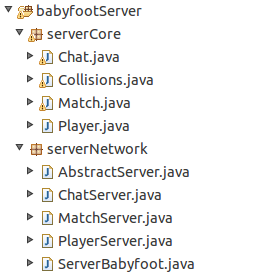 babyfootServer
serverCore
Chat.java
Collisions.java
Match.java
Player.java
serverNetwork
AbstractServer.java
ChatServer.java
MatchServer.java
PlayerServer.java
ServerBabyfoot.java